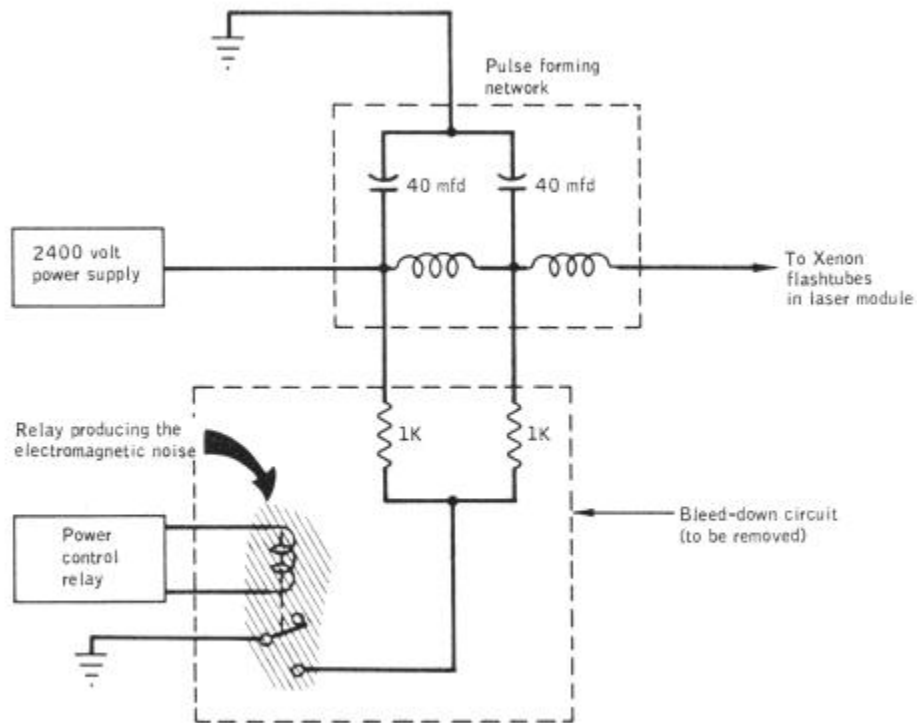 Pulse forming
network
40 mfd
40 mfd
2400 volt
power supply
To Xenon
flashtubes
in laser module
Relay producing the
electromagnetic noise
1K
1K
Power
control
relay
Bleed-down circuit
(to be removed)